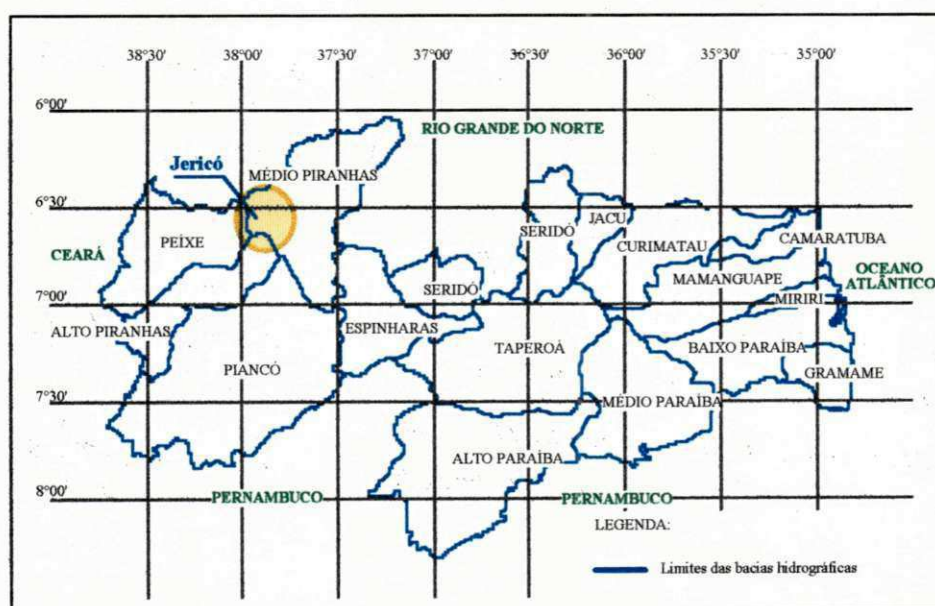 38°30' 38°00' 37°30' 37°00' 36°30' 36°00' 35°30' 35°00'
6°00'
RIO GRANDE DO NORTE
Jericó
MÉDIO PIRANHAS
6°30'
JACU
SERIDÓ
PEÍXE
CURIMATAU
CAMARATUBA
CEARÁ
MAMANGUAPE
OCEANO
ATLÂNTICO
SERIDÓ
7°00'
MIRIRI
ALTO PIRANHAS
ESPINHARAS
TAPEROÁ
BAIXO PARAÍBA
PIANCÓ
GRAMAME
7°30'
MÉDIO PARAÍBA
ALTO PARAÍBA
8°00'
PERNAMBUCO
PERNAMBUCO
LEGENDA:
Limites das bacias hidrográficas